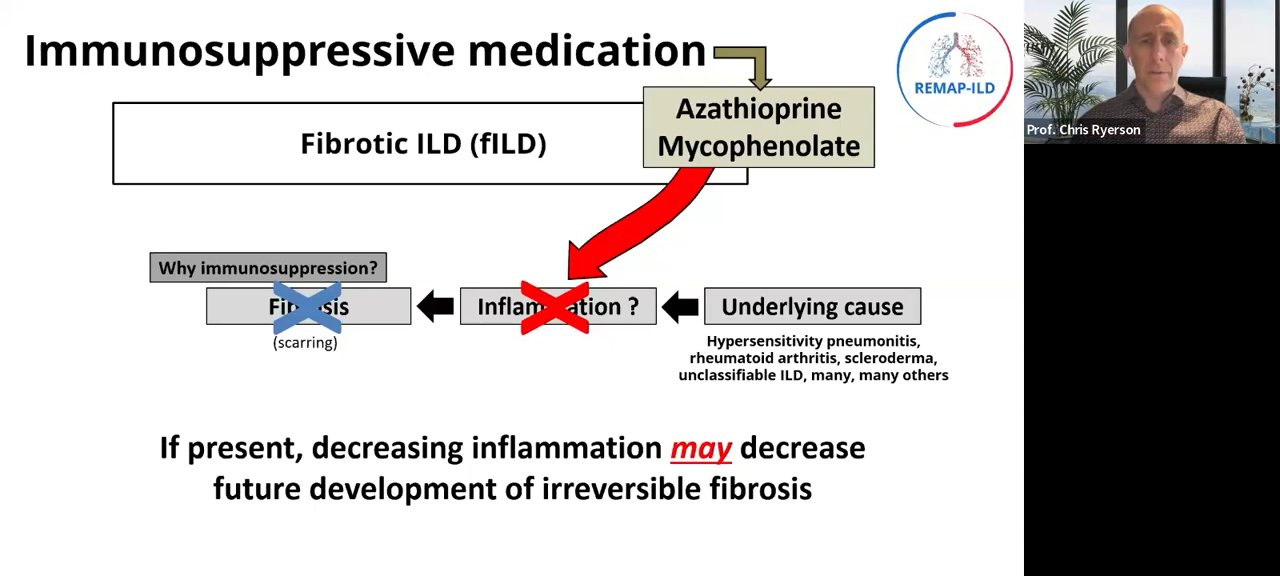 Immunosuppressive medication
REMAP-ILD
Prof. Chris Ryerson
Azathioprine
Mycophenolate
Fibrotic ILD (fILD)
Why immunosuppression?
Fibrosis
(scarring)
Inflammation ?
Underlying cause
Hypersensitivity pneumonitis,
rheumatoid arthritis, scleroderma,
unclassifiable ILD, many, many others
If present, decreasing inflammation may decrease
future development of irreversible fibrosis